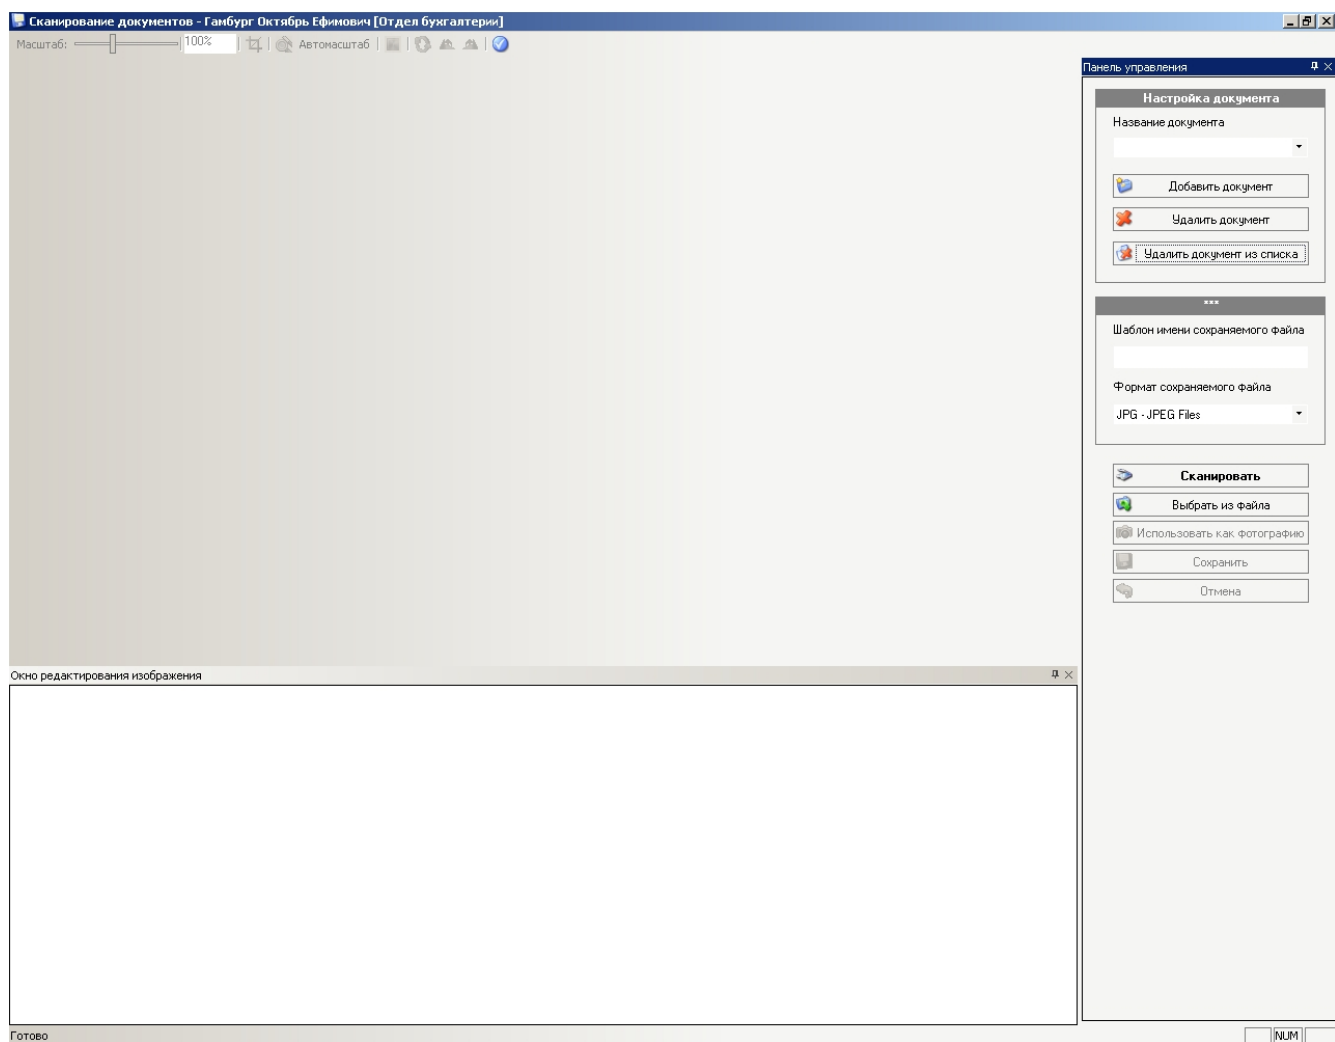 Сканирование документов - Гамбург Октябрь Ефимович [Отдел бухгалтерии]
Масштаб: 100% Автомасштаб
Панель управления
Настройка документа
Название документа
Добавить документ
Удалить документ
Удалить документ из списка
***
Шаблон имени сохраняемого файла
Формат сохраняемого файла
JPG - JPEG Files
Сканировать
Выбрать из файла
Использовать как фотографию
Сохранить
Отмена
Окно редактирования изображения
Готово
NUM